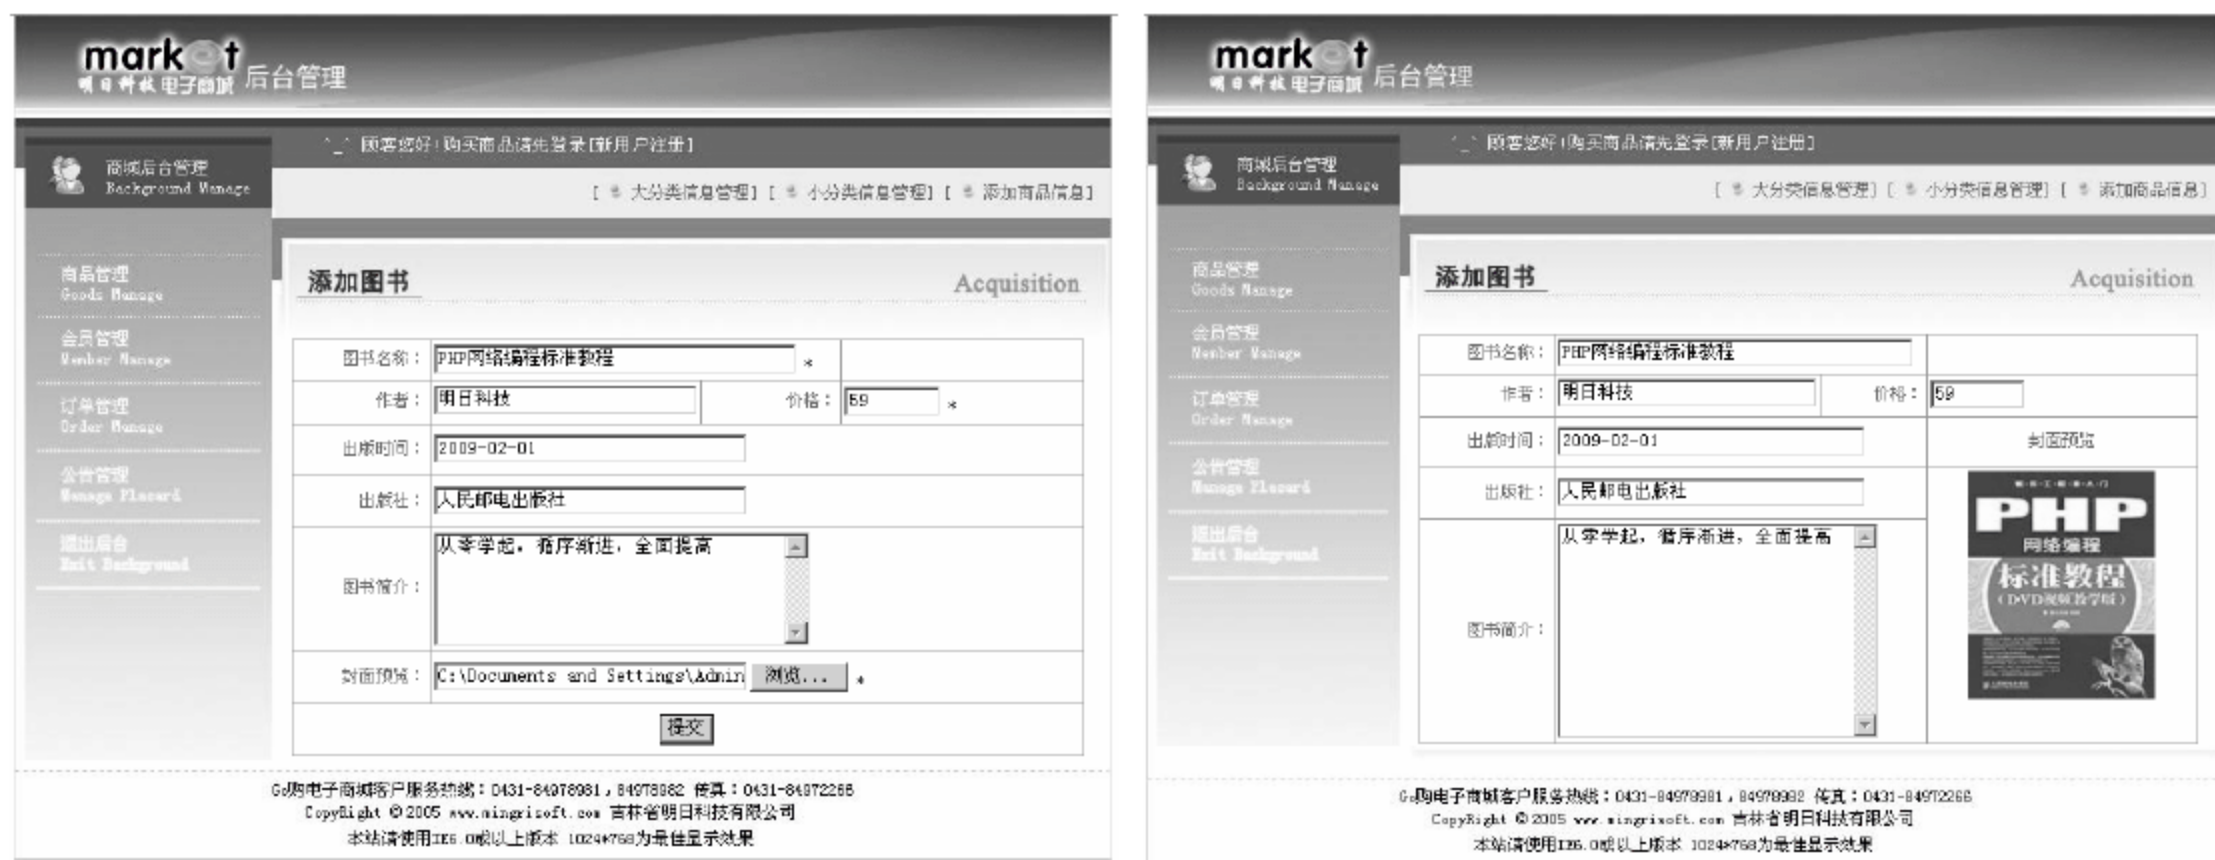 market
明日科技电子商城 后台管理
^_^ 顾客您好!购买商品请先登录[新用户注册]
商城后台管理
Background Manage
[ 大分类信息管理] [ 小分类信息管理] [ 添加商品信息]
商品管理
Goods Manage
会员管理
Member Manage
订单管理
Order Manage
公告管理
Manage Placard
退出后台
Exit Background
添加图书
Acquisition
图书名称: PHP网络编程标准教程 *
作者: 明日科技 价格: 59 *
出版时间: 2009-02-01
出版社: 人民邮电出版社
图书简介: 从零学起,循序渐进,全面提高
封面预览: C:\Documents and Settings\Admin 浏览... *
提交
Go购电子商城客户服务热线:0431-84978981,84978982 传真:0431-84972266
CopyRight ©2005 www.mingrisoft.com 吉林省明日科技有限公司
本站请使用IE6.0或以上版本 1024*768为最佳显示效果
market
明日科技电子商城 后台管理
^_^ 顾客您好!购买商品请先登录[新用户注册]
商城后台管理
Background Manage
[ 大分类信息管理] [ 小分类信息管理] [ 添加商品信息]
商品管理
Goods Manage
会员管理
Member Manage
订单管理
Order Manage
公告管理
Manage Placard
退出后台
Exit Background
添加图书
Acquisition
图书名称: PHP网络编程标准教程
作者: 明日科技 价格: 59
出版时间: 2009-02-01
封面预览
出版社: 人民邮电出版社
图书简介: 从零学起,循序渐进,全面提高
PHP
网络编程
标准教程
(DVD视频教学版)
Go购电子商城客户服务热线:0431-84978981,84978982 传真:0431-84972266
CopyRight ©2005 www.mingrisoft.com 吉林省明日科技有限公司
本站请使用IE6.0或以上版本 1024*768为最佳显示效果